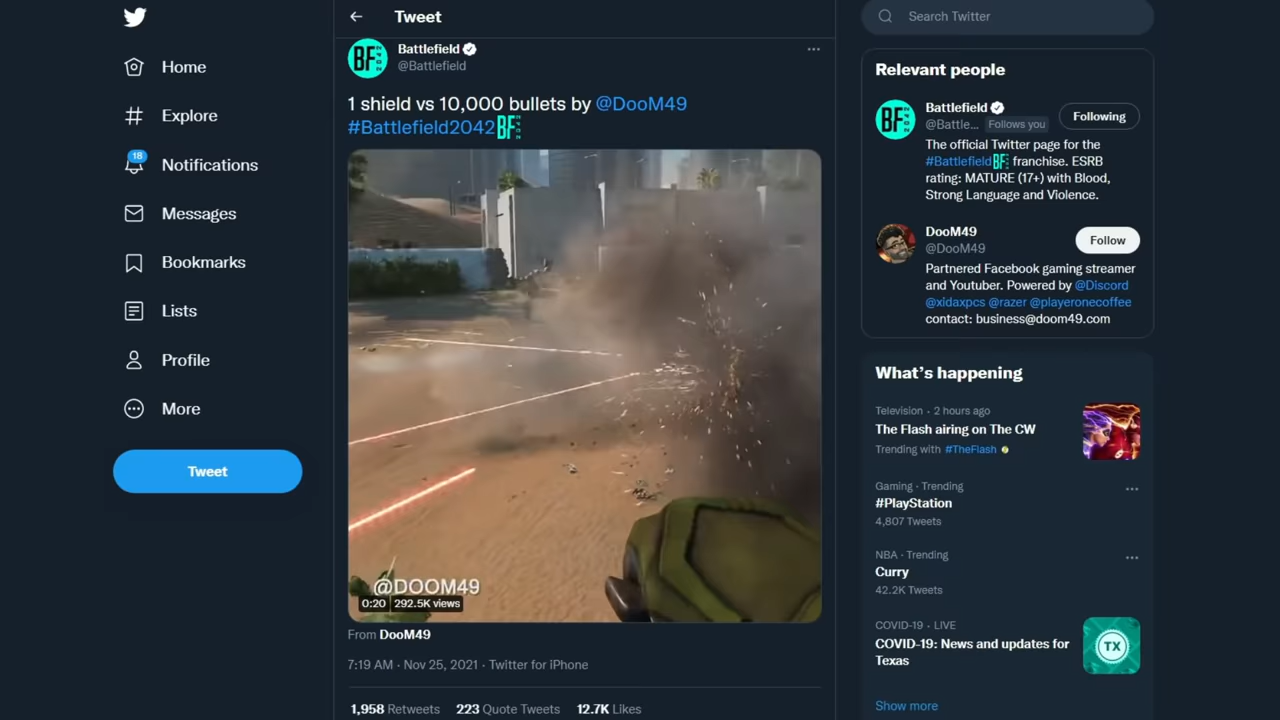 Home
Explore
18
Notifications
Messages
Bookmarks
Lists
Profile
More
Tweet
Tweet
Battlefield
@Battlefield
1 shield vs 10,000 bullets by @DooM49
#Battlefield2042
@DOOM49
0:20 292.5K views
From DooM49
7:19 AM · Nov 25, 2021 · Twitter for iPhone
1,958 Retweets 223 Quote Tweets 12.7K Likes
Search Twitter
Relevant people
Battlefield
@Battle... Follows you
Following
The official Twitter page for the
#Battlefield franchise. ESRB
rating: MATURE (17+) with Blood,
Strong Language and Violence.
DooM49
@DooM49
Follow
Partnered Facebook gaming streamer
and Youtuber. Powered by @Discord
@xidaxpcs @razer @playeronecoffee
contact: business@doom49.com
What's happening
Television · 2 hours ago
The Flash airing on The CW
Trending with #TheFlash
Gaming · Trending
#PlayStation
4,807 Tweets
NBA · Trending
Curry
42.2K Tweets
COVID-19 · LIVE
COVID-19: News and updates for
Texas
TX
Show more